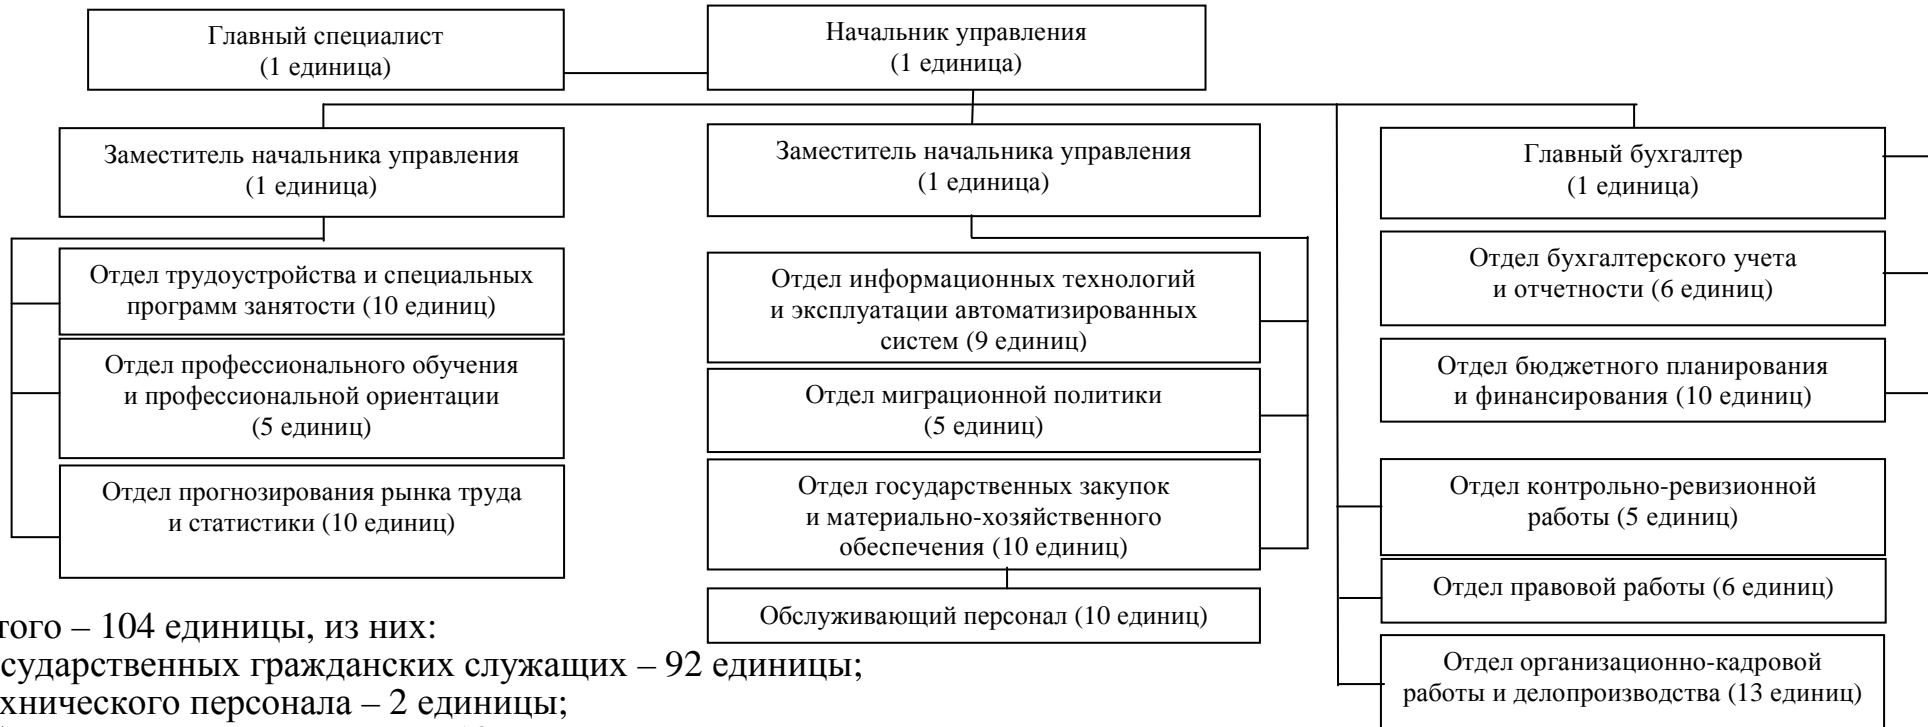 Главный специалист
(1 единица)
Начальник управления
(1 единица)
Заместитель начальника управления
(1 единица)
Заместитель начальника управления
(1 единица)
Главный бухгалтер
(1 единица)
Отдел трудоустройства и специальных
программ занятости (10 единиц)
Отдел профессионального обучения
и профессиональной ориентации
(5 единиц)
Отдел прогнозирования рынка труда
и статистики (10 единиц)
Отдел информационных технологий
и эксплуатации автоматизированных
систем (9 единиц)
Отдел миграционной политики
(5 единиц)
Отдел государственных закупок
и материально-хозяйственного
обеспечения (10 единиц)
Обслуживающий персонал (10 единиц)
Отдел бухгалтерского учета
и отчетности (6 единиц)
Отдел бюджетного планирования
и финансирования (10 единиц)
Отдел контрольно-ревизионной
работы (5 единиц)
Отдел правовой работы (6 единиц)
Отдел организационно-кадровой
работы и делопроизводства (13 единиц)
того – 104 единицы, из них:
сударственных гражданских служащих – 92 единицы;
хнического персонала – 2 единицы;